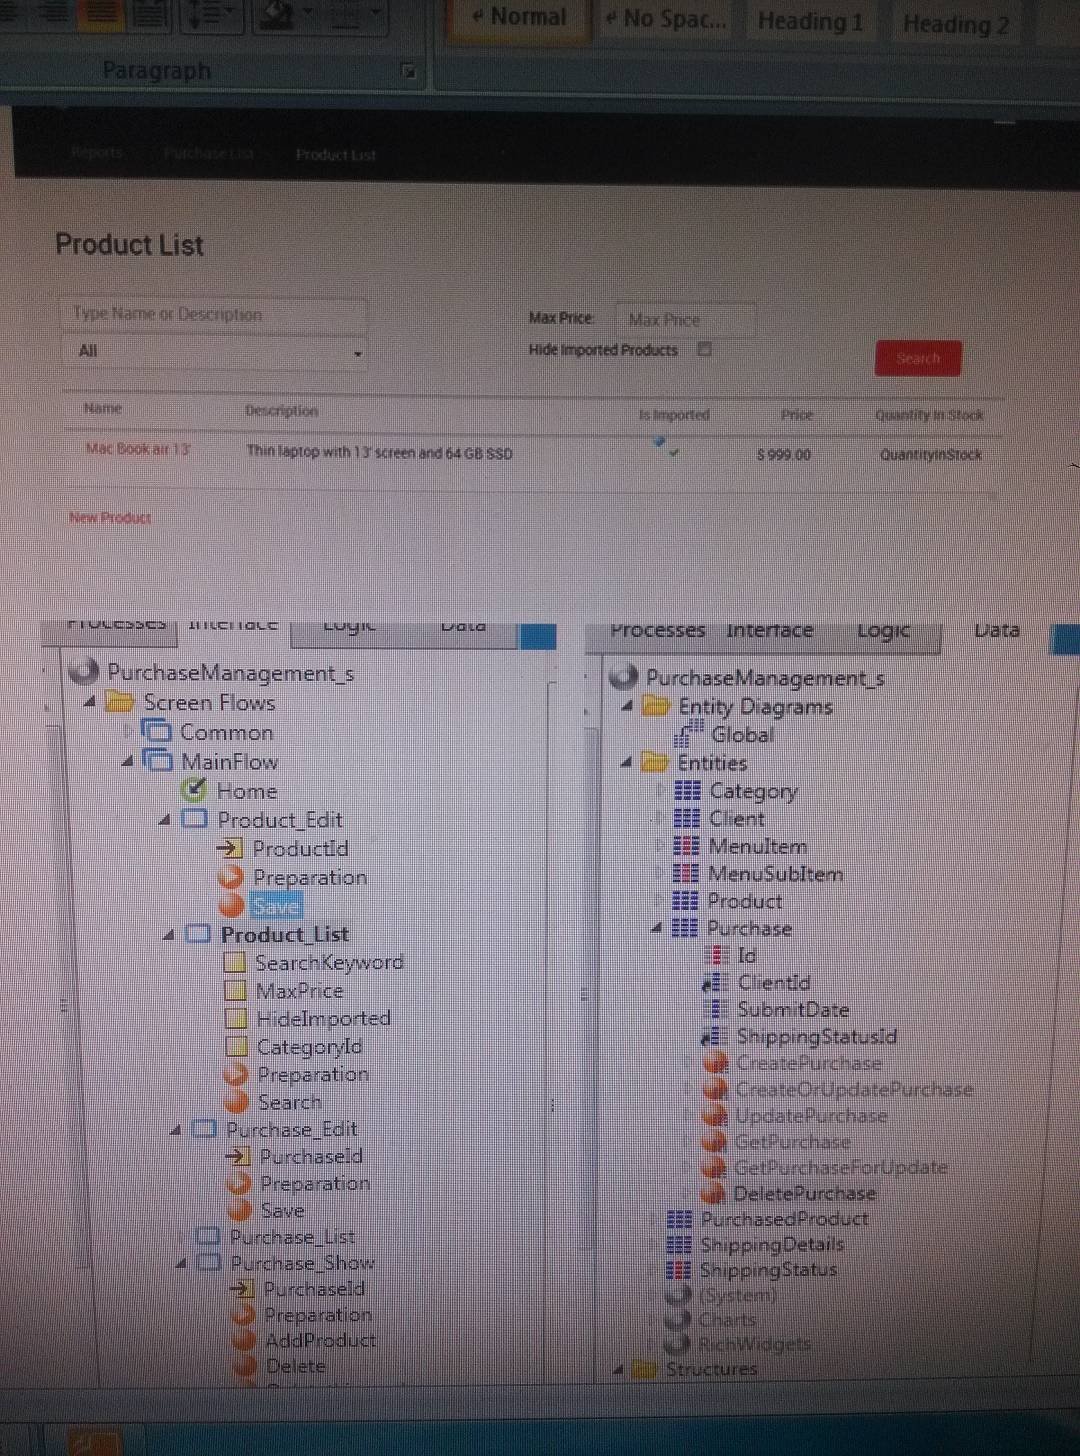 Normal No Spac... Heading 1 Heading 2
Paragraph
Reports Purchase List Product List
Product List
Type Name or Description
Max Price: Max Price
All
Hide Imported Products
Search
Name Description Is Imported Price Quantity In Stock
Mac Book air 13' Thin laptop with 13' screen and 64 GB SSD $ 999.00 QuantityInStock
New Product
Processes Interface Logic Data
PurchaseManagement_s
Screen Flows
Common
MainFlow
Home
Product_Edit
ProductId
Preparation
Save
Product_List
SearchKeyword
MaxPrice
HideImported
CategoryId
Preparation
Search
Purchase_Edit
PurchaseId
Preparation
Save
Purchase_List
Purchase_Show
PurchaseId
Preparation
AddProduct
Delete
Processes Interface Logic Data
PurchaseManagement_s
Entity Diagrams
Global
Entities
Category
Client
MenuItem
MenuSubItem
Product
Purchase
Id
ClientId
SubmitDate
ShippingStatusId
CreatePurchase
CreateOrUpdatePurchase
UpdatePurchase
GetPurchase
GetPurchaseForUpdate
DeletePurchase
PurchasedProduct
ShippingDetails
ShippingStatus
(System)
Charts
RichWidgets
Structures